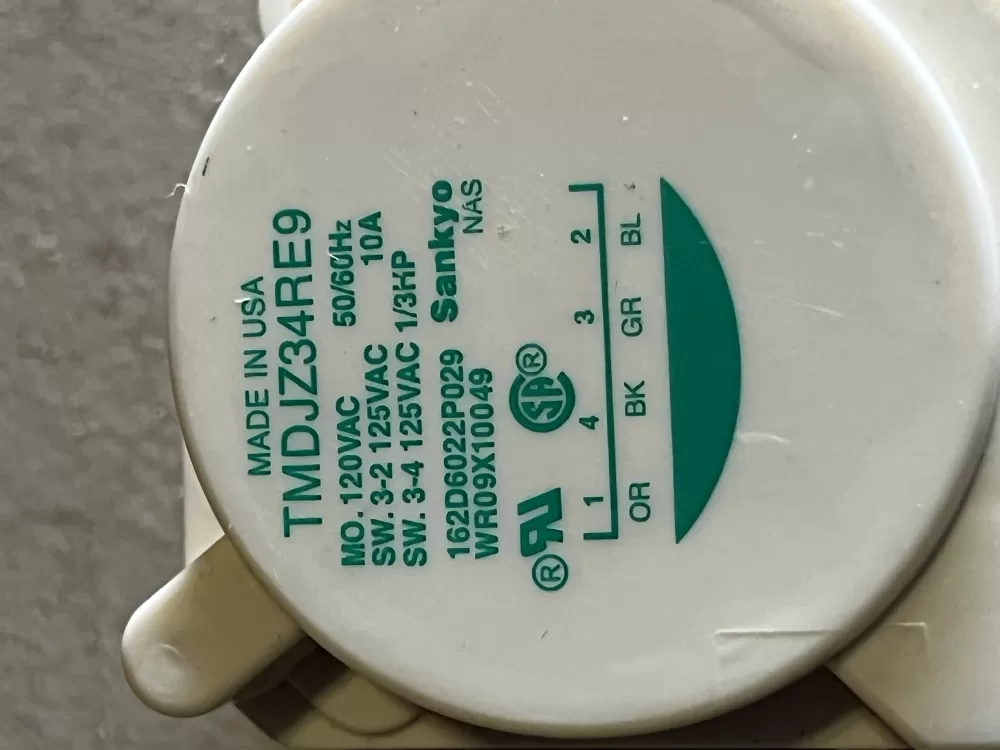 MADE IN USA
TMDJZ34RE9
MO. 120VAC 50/60Hz
SW. 3-2 125VAC 10A
SW. 3-4 125VAC 1/3HP
162D6022P029 Sankyo
WR09X10049 NAS
® SA ®
1 4 3 2
OR BK GR BL